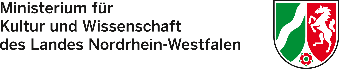 Ministerium für
Kultur und Wissenschaft
des Landes Nordrhein-Westfalen